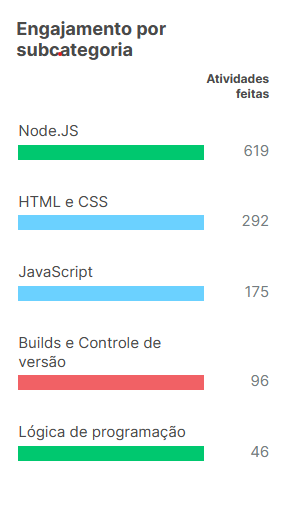 Engajamento por
subcategoria
Atividades
feitas
Node.JS
619
HTML e CSS
292
JavaScript
175
Builds e Controle de
versão
96
Lógica de programação
46